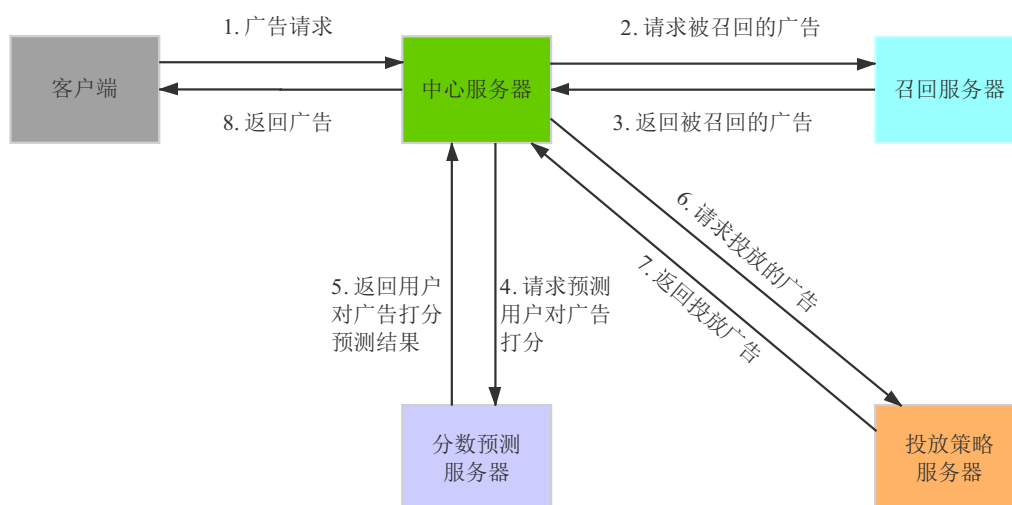 1. 广告请求
2. 请求被召回的广告
客户端
中心服务器
召回服务器
8. 返回广告
3. 返回被召回的广告
6. 请求投放的广告
7. 返回投放广告
5. 返回用户
对广告打分
预测结果
4. 请求预测
用户对广告
打分
分数预测
服务器
投放策略
服务器